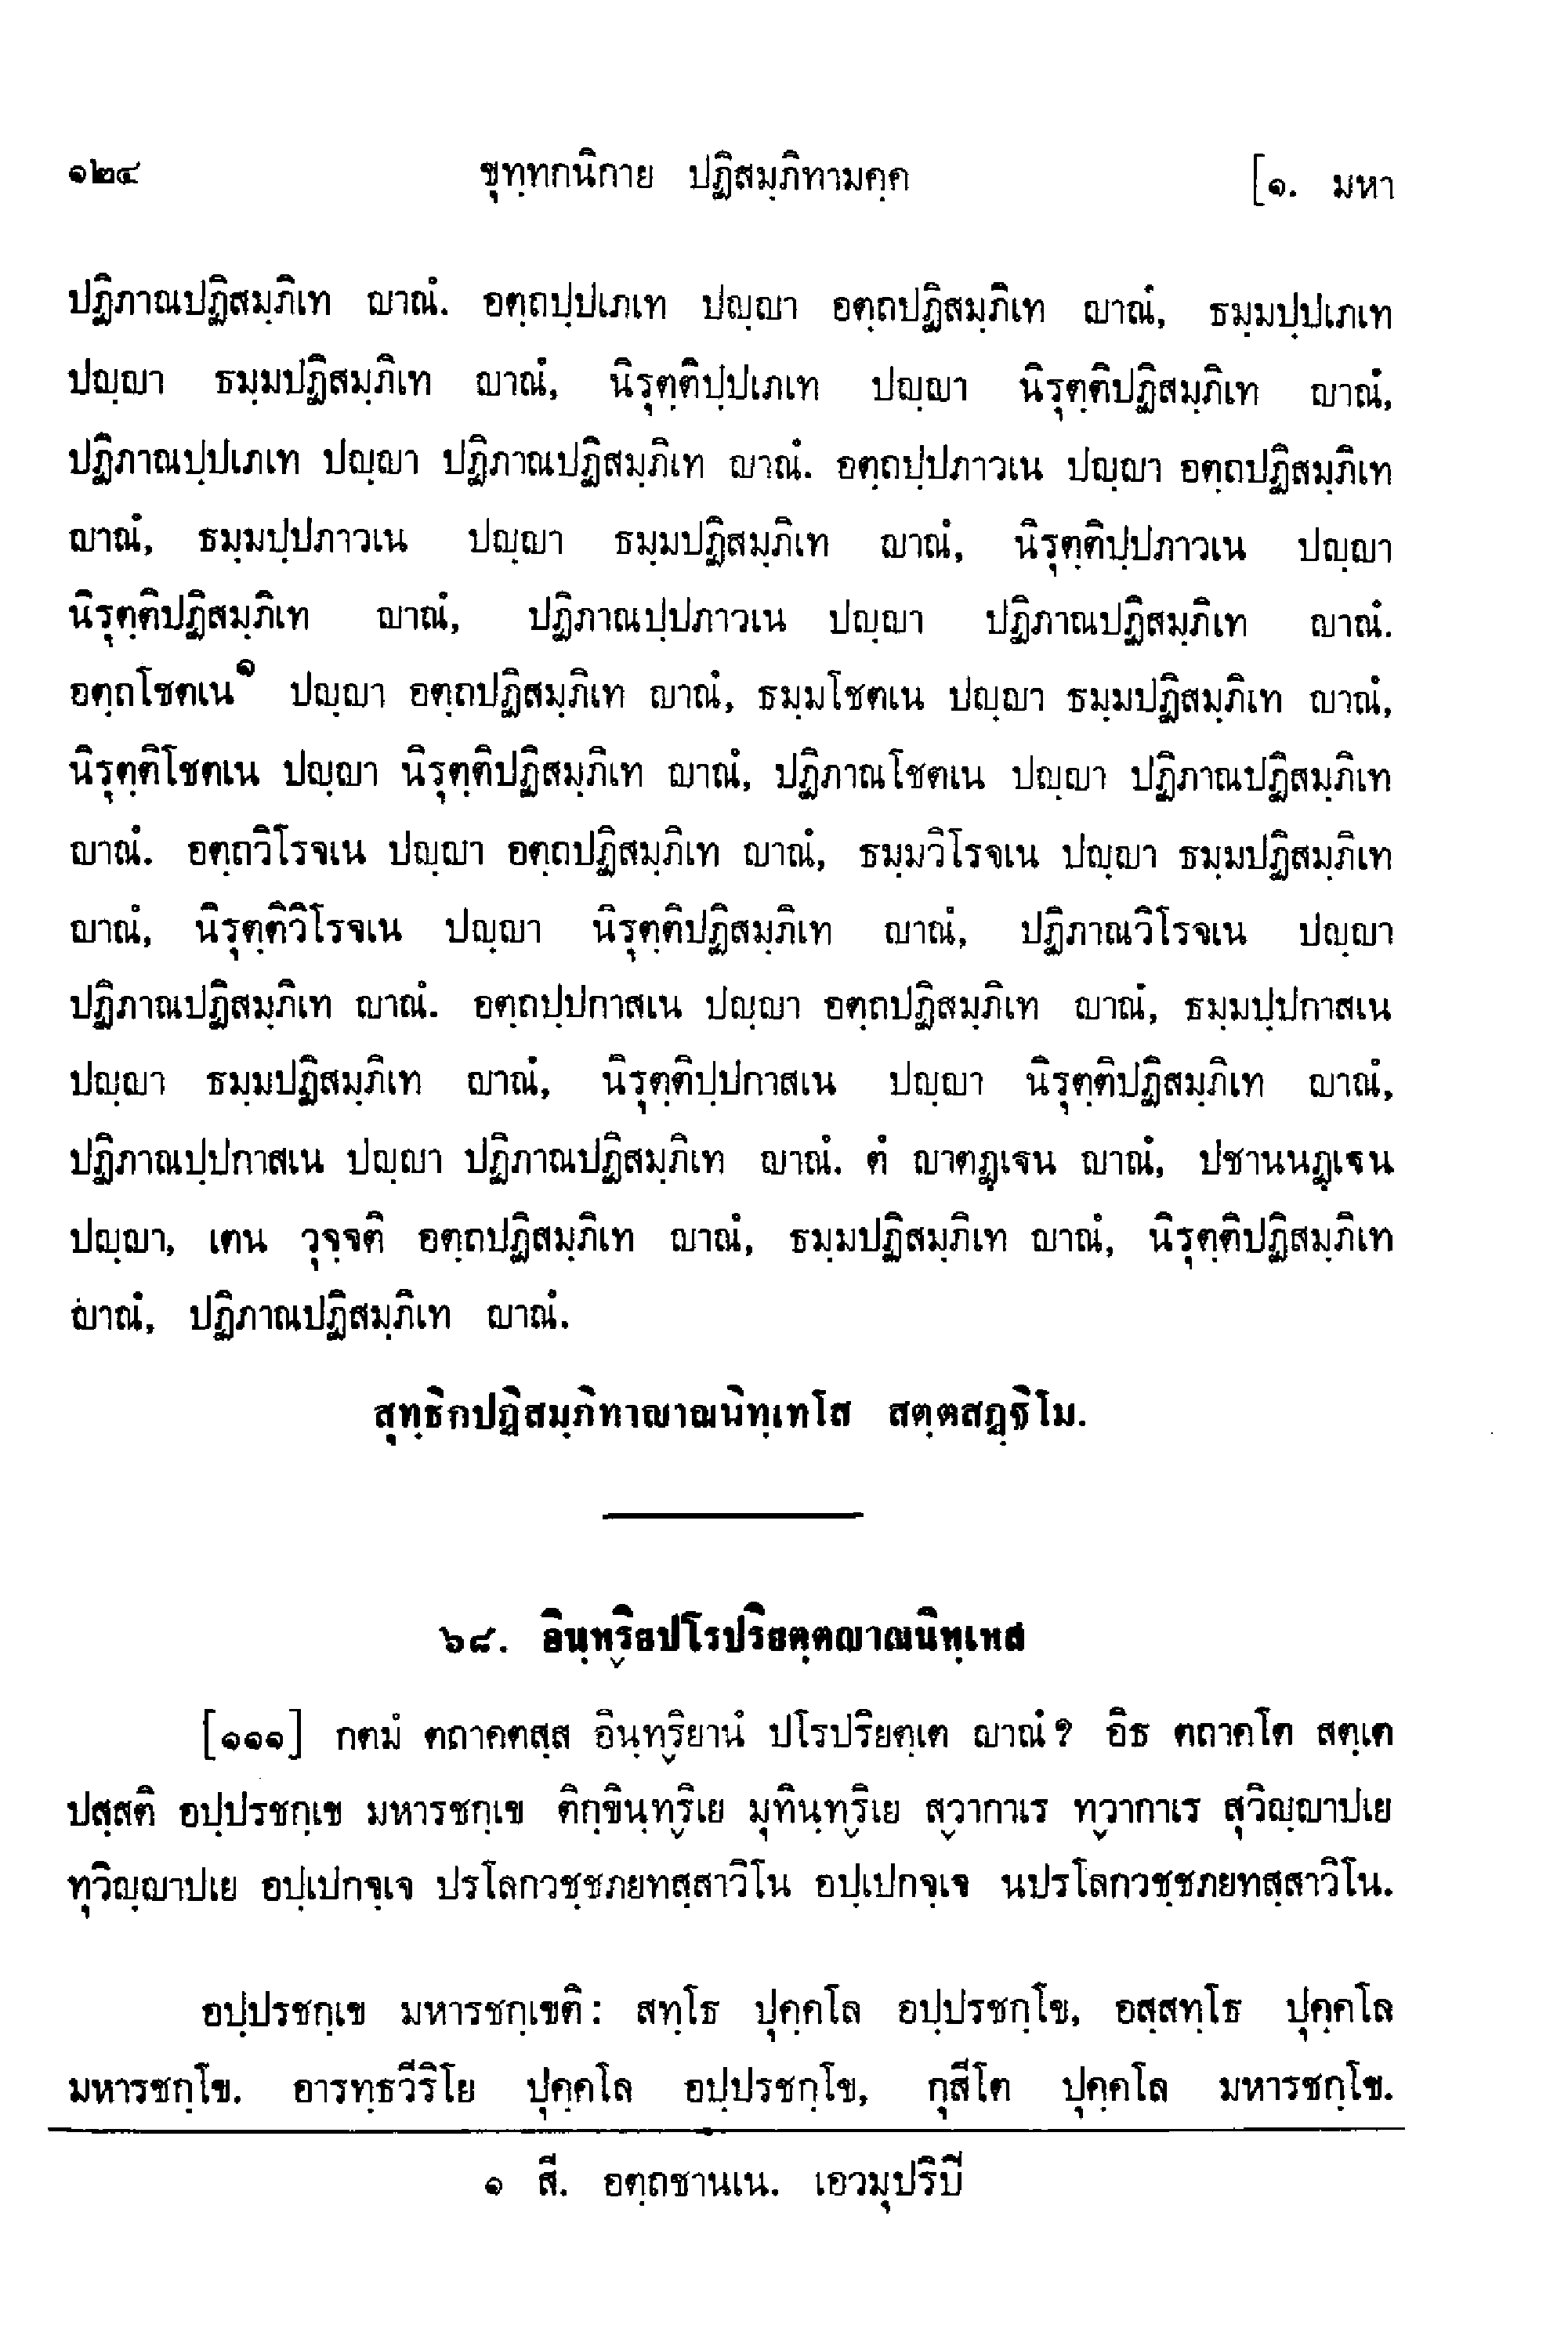 ๑๒๔ ขุทฺทกนิกาย ปฏิสมฺภิทามคฺค [๑. มหา
ปฏิภาณปฏิสมฺภิเท ญาณํ. อตฺถปฺปเภเท ปญฺญา อตฺถปฏิสมฺภิเท ญาณํ, ธมฺมปฺปเภเท
ปญฺญา ธมฺมปฏิสมฺภิเท ญาณํ, นิรุตฺติปฺปเภเท ปญฺญา นิรุตฺติปฏิสมฺภิเท ญาณํ,
ปฏิภาณปฺปเภเท ปญฺญา ปฏิภาณปฏิสมฺภิเท ญาณํ. อตฺถปฺปภาวเน ปญฺญา อตฺถปฏิสมฺภิเท
ญาณํ, ธมฺมปฺปภาวเน ปญฺญา ธมฺมปฏิสมฺภิเท ญาณํ, นิรุตฺติปฺปภาวเน ปญฺญา
นิรุตฺติปฏิสมฺภิเท ญาณํ, ปฏิภาณปฺปภาวเน ปญฺญา ปฏิภาณปฏิสมฺภิเท ญาณํ.
อตฺถโชตเน๑ ปญฺญา อตฺถปฏิสมฺภิเท ญาณํ, ธมฺมโชตเน ปญฺญา ธมฺมปฏิสมฺภิเท ญาณํ,
นิรุตฺติโชตเน ปญฺญา นิรุตฺติปฏิสมฺภิเท ญาณํ, ปฏิภาณโชตเน ปญฺญา ปฏิภาณปฏิสมฺภิเท
ญาณํ. อตฺถวิโรจเน ปญฺญา อตฺถปฏิสมฺภิเท ญาณํ, ธมฺมวิโรจเน ปญฺญา ธมฺมปฏิสมฺภิเท
ญาณํ, นิรุตฺติวิโรจเน ปญฺญา นิรุตฺติปฏิสมฺภิเท ญาณํ, ปฏิภาณวิโรจเน ปญฺญา
ปฏิภาณปฏิสมฺภิเท ญาณํ. อตฺถปฺปกาสเน ปญฺญา อตฺถปฏิสมฺภิเท ญาณํ, ธมฺมปฺปกาสเน
ปญฺญา ธมฺมปฏิสมฺภิเท ญาณํ, นิรุตฺติปฺปกาสเน ปญฺญา นิรุตฺติปฏิสมฺภิเท ญาณํ,
ปฏิภาณปฺปกาสเน ปญฺญา ปฏิภาณปฏิสมฺภิเท ญาณํ. ตํ ญาตฏฺเฐน ญาณํ, ปชานนฏฺเฐน
ปญฺญา, เตน วุจฺจติ อตฺถปฏิสมฺภิเท ญาณํ, ธมฺมปฏิสมฺภิเท ญาณํ, นิรุตฺติปฏิสมฺภิเท
ญาณํ, ปฏิภาณปฏิสมฺภิเท ญาณํ.
สุทฺธิกปฏิสมฺภิทาญาณนิทฺเทโส สตฺตสฏฺฐิโม.
๖๘. อินฺทฺริยปโรปริยตฺตญาณนิทฺเทส
[๑๑๑] กตมํ ตถาคตสฺส อินฺทฺริยานํ ปโรปริยตฺเต ญาณํ? อิธ ตถาคโต สตฺเต
ปสฺสติ อปฺปรชกฺเข มหารชกฺเข ติกฺขินฺทฺริเย มุทินฺทฺริเย สฺวากาเร ทฺวากาเร สุวิญฺญาปเย
ทุวิญฺญาปเย อปฺเปกจฺเจ ปรโลกวชฺชภยทสฺสาวิโน อปฺเปกจฺเจ นปรโลกวชฺชภยทสฺสาวิโน.
อปฺปรชกฺเข มหารชกฺเขติ: สทฺโธ ปุคฺคโล อปฺปรชกฺโข, อสฺสทฺโธ ปุคฺคโล
มหารชกฺโข. อารทฺธวีริโย ปุคฺคโล อปฺปรชกฺโข, กุสีโต ปุคฺคโล มหารชกฺโข.
๑ สี. อตฺถชานเน. เอวมุปริปี